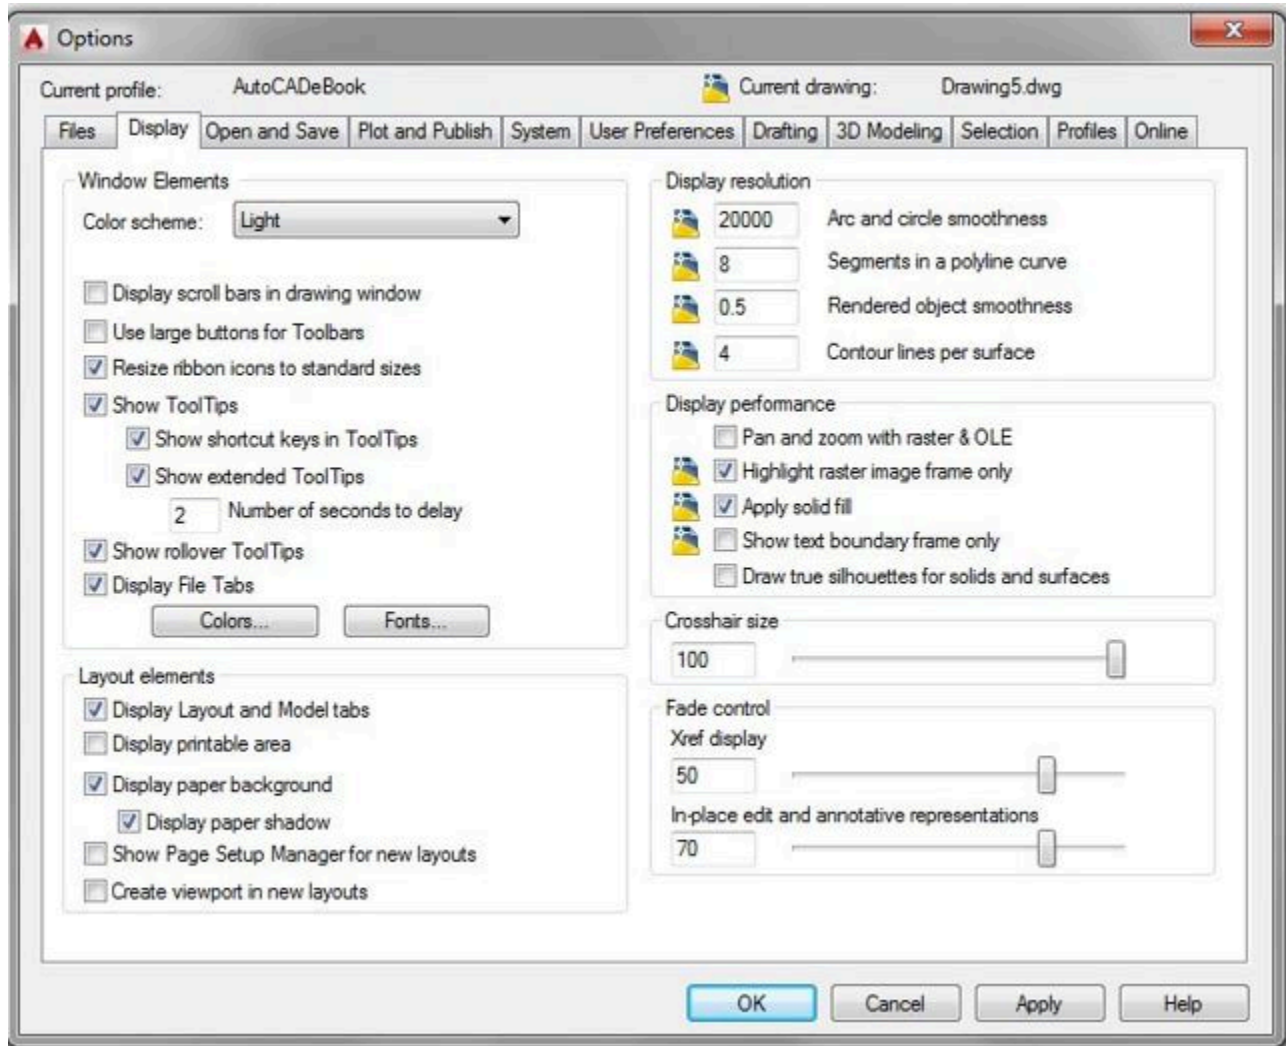 Options
Current profile: AutoCADeBook Current drawing: Drawing5.dwg
Files Display Open and Save Plot and Publish System User Preferences Drafting 3D Modeling Selection Profiles Online
Window Elements
Color scheme: Light
Display scroll bars in drawing window
Use large buttons for Toolbars
Resize ribbon icons to standard sizes
Show ToolTips
Show shortcut keys in ToolTips
Show extended ToolTips
2 Number of seconds to delay
Show rollover ToolTips
Display File Tabs
Colors... Fonts...
Layout elements
Display Layout and Model tabs
Display printable area
Display paper background
Display paper shadow
Show Page Setup Manager for new layouts
Create viewport in new layouts
Display resolution
20000 Arc and circle smoothness
8 Segments in a polyline curve
0.5 Rendered object smoothness
4 Contour lines per surface
Display performance
Pan and zoom with raster & OLE
Highlight raster image frame only
Apply solid fill
Show text boundary frame only
Draw true silhouettes for solids and surfaces
Crosshair size
100
Fade control
Xref display
50
In-place edit and annotative representations
70
OK Cancel Apply Help